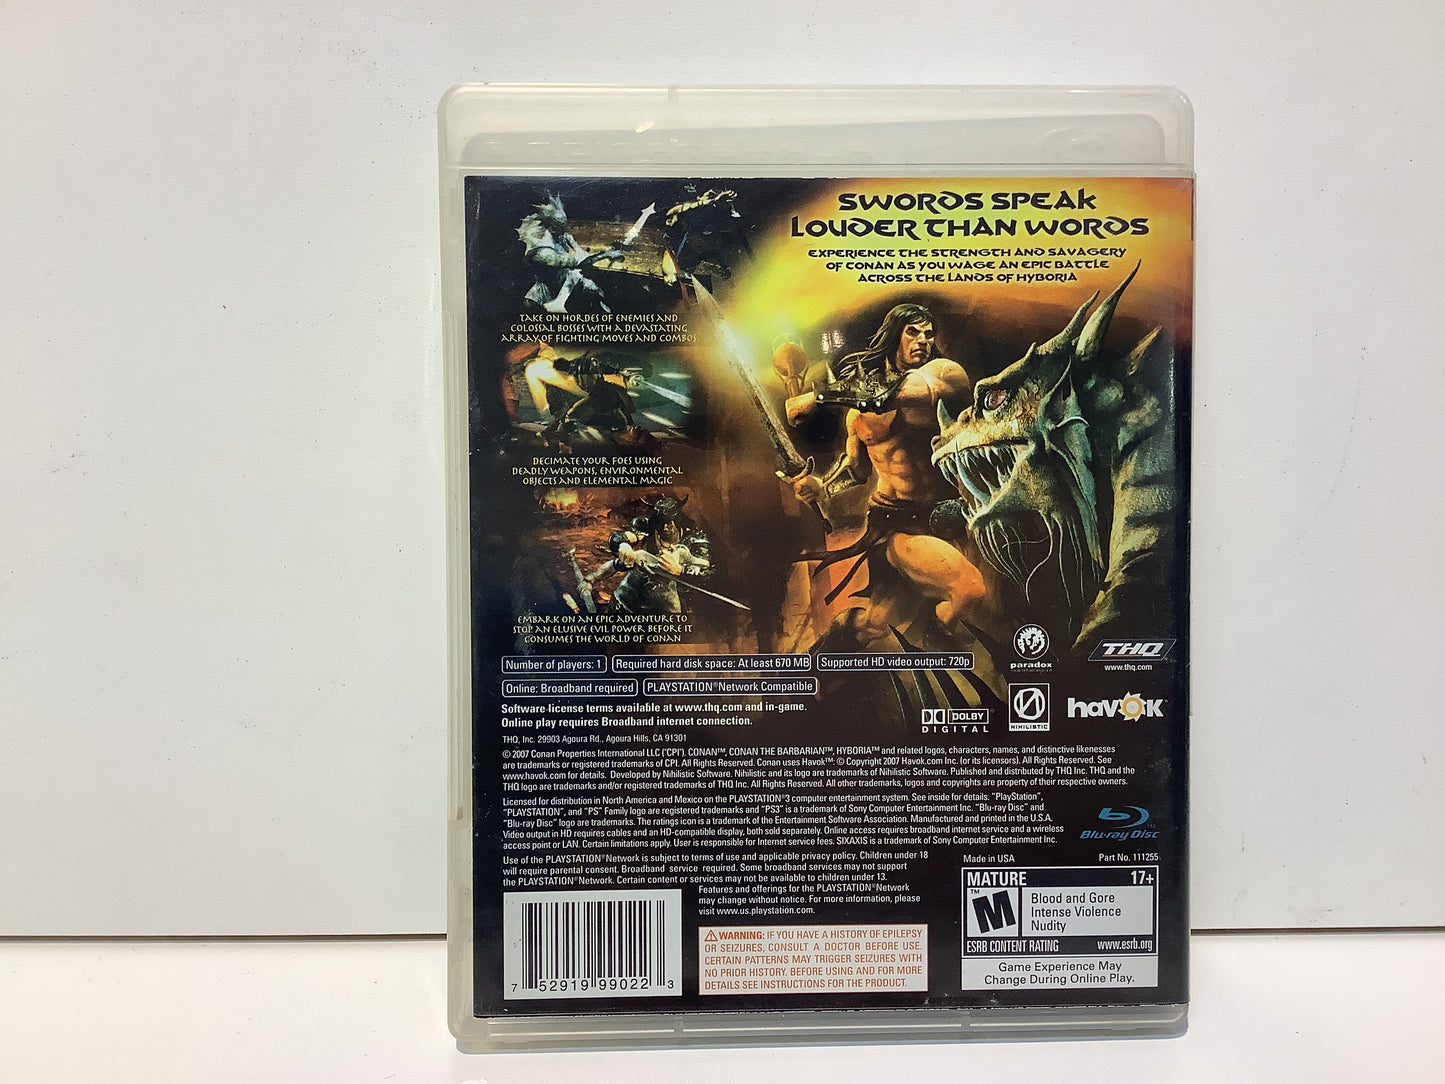 SWORDS SPEAK
LOUDER THAN WORDS
EXPERIENCE THE STRENGTH AND SAVAGERY
OF CONAN AS YOU WAGE AN EPIC BATTLE
ACROSS THE LANDS OF HYBORIA
TAKE ON HORDES OF ENEMIES AND
COLOSSAL BOSSES WITH A DEVASTATING
ARRAY OF FIGHTING MOVES AND COMBOS
DECIMATE YOUR FOES USING
DEADLY WEAPONS, ENVIRONMENTAL
OBJECTS AND ELEMENTAL MAGIC
EMBARK ON AN EPIC ADVENTURE TO
STOP AN ELUSIVE EVIL POWER BEFORE IT
CONSUMES THE WORLD OF CONAN
Number of players: 1
Required hard disk space: At least 670 MB
Supported HD video output: 720p
Online: Broadband required
PLAYSTATION®Network Compatible
paradox
THQ
www.thq.com
Software license terms available at www.thq.com and in-game.
Online play requires Broadband internet connection.
DOLBY
DIGITAL
NIHILISTIC
havok
THQ, Inc. 29903 Agoura Rd., Agoura Hills, CA 91301
© 2007 Conan Properties International LLC ("CPI"). CONAN™, CONAN THE BARBARIAN™, HYBORIA™ and related logos, characters, names, and distinctive likenesses
are trademarks or registered trademarks of CPI. All Rights Reserved. Conan uses Havok™: © Copyright 2007 Havok.com Inc. (or its licensors). All Rights Reserved. See
www.havok.com for details. Developed by Nihilistic Software. Nihilistic and its logo are trademarks of Nihilistic Software. Published and distributed by THQ Inc. THQ and the
THQ logo are trademarks and/or registered trademarks of THQ Inc. All Rights Reserved. All other trademarks, logos and copyrights are property of their respective owners.
Licensed for distribution in North America and Mexico on the PLAYSTATION®3 computer entertainment system. See inside for details. "PlayStation",
"PLAYSTATION", and "PS" Family logo are registered trademarks and "PS3" is a trademark of Sony Computer Entertainment Inc. "Blu-ray Disc" and
"Blu-ray Disc" logo are trademarks. The ratings icon is a trademark of the Entertainment Software Association. Manufactured and printed in the U.S.A.
Video output in HD requires cables and an HD-compatible display, both sold separately. Online access requires broadband internet service and a wireless
access point or LAN. Certain limitations apply. User is responsible for Internet service fees. SIXAXIS is a trademark of Sony Computer Entertainment Inc.
Blu-ray Disc™
Use of the PLAYSTATION®Network is subject to terms of use and applicable privacy policy. Children under 18
will require parental consent. Broadband service required. Some broadband services may not support
the PLAYSTATION®Network. Certain content or services may not be available to children under 13.
Features and offerings for the PLAYSTATION®Network
may change without notice. For more information, please
visit www.us.playstation.com.
Made in USA
Part No. 111255
MATURE 17+
M
™
Blood and Gore
Intense Violence
Nudity
ESRB CONTENT RATING www.esrb.org
Game Experience May
Change During Online Play.
WARNING: IF YOU HAVE A HISTORY OF EPILEPSY
OR SEIZURES, CONSULT A DOCTOR BEFORE USE.
CERTAIN PATTERNS MAY TRIGGER SEIZURES WITH
NO PRIOR HISTORY. BEFORE USING AND FOR MORE
DETAILS SEE INSTRUCTIONS FOR THE PRODUCT.
7 52919 99022 3